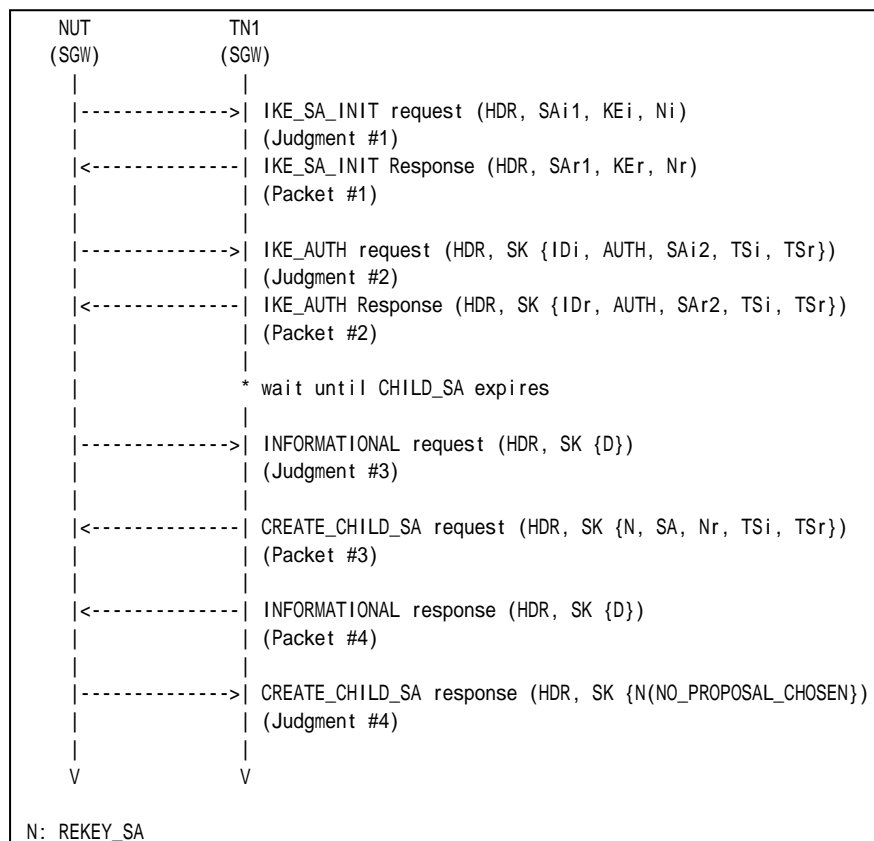 NUT TN1
(SGW) (SGW)
| |
|-------------->| IKE_SA_INIT request (HDR, SAi1, KEi, Ni)
| | (Judgment #1)
|<--------------| IKE_SA_INIT Response (HDR, SAr1, KEr, Nr)
| | (Packet #1)
| |
|-------------->| IKE_AUTH request (HDR, SK {IDi, AUTH, SAi2, TSi, TSr})
| | (Judgment #2)
|<--------------| IKE_AUTH Response (HDR, SK {IDr, AUTH, SAr2, TSi, TSr})
| | (Packet #2)
| |
| * wait until CHILD_SA expires
| |
|-------------->| INFORMATIONAL request (HDR, SK {D})
| | (Judgment #3)
| |
|<--------------| CREATE_CHILD_SA request (HDR, SK {N, SA, Nr, TSi, TSr})
| | (Packet #3)
| |
|<--------------| INFORMATIONAL response (HDR, SK {D})
| | (Packet #4)
| |
|-------------->| CREATE_CHILD_SA response (HDR, SK {N(NO_PROPOSAL_CHOSEN})
| | (Judgment #4)
| |
V V
N: REKEY_SA